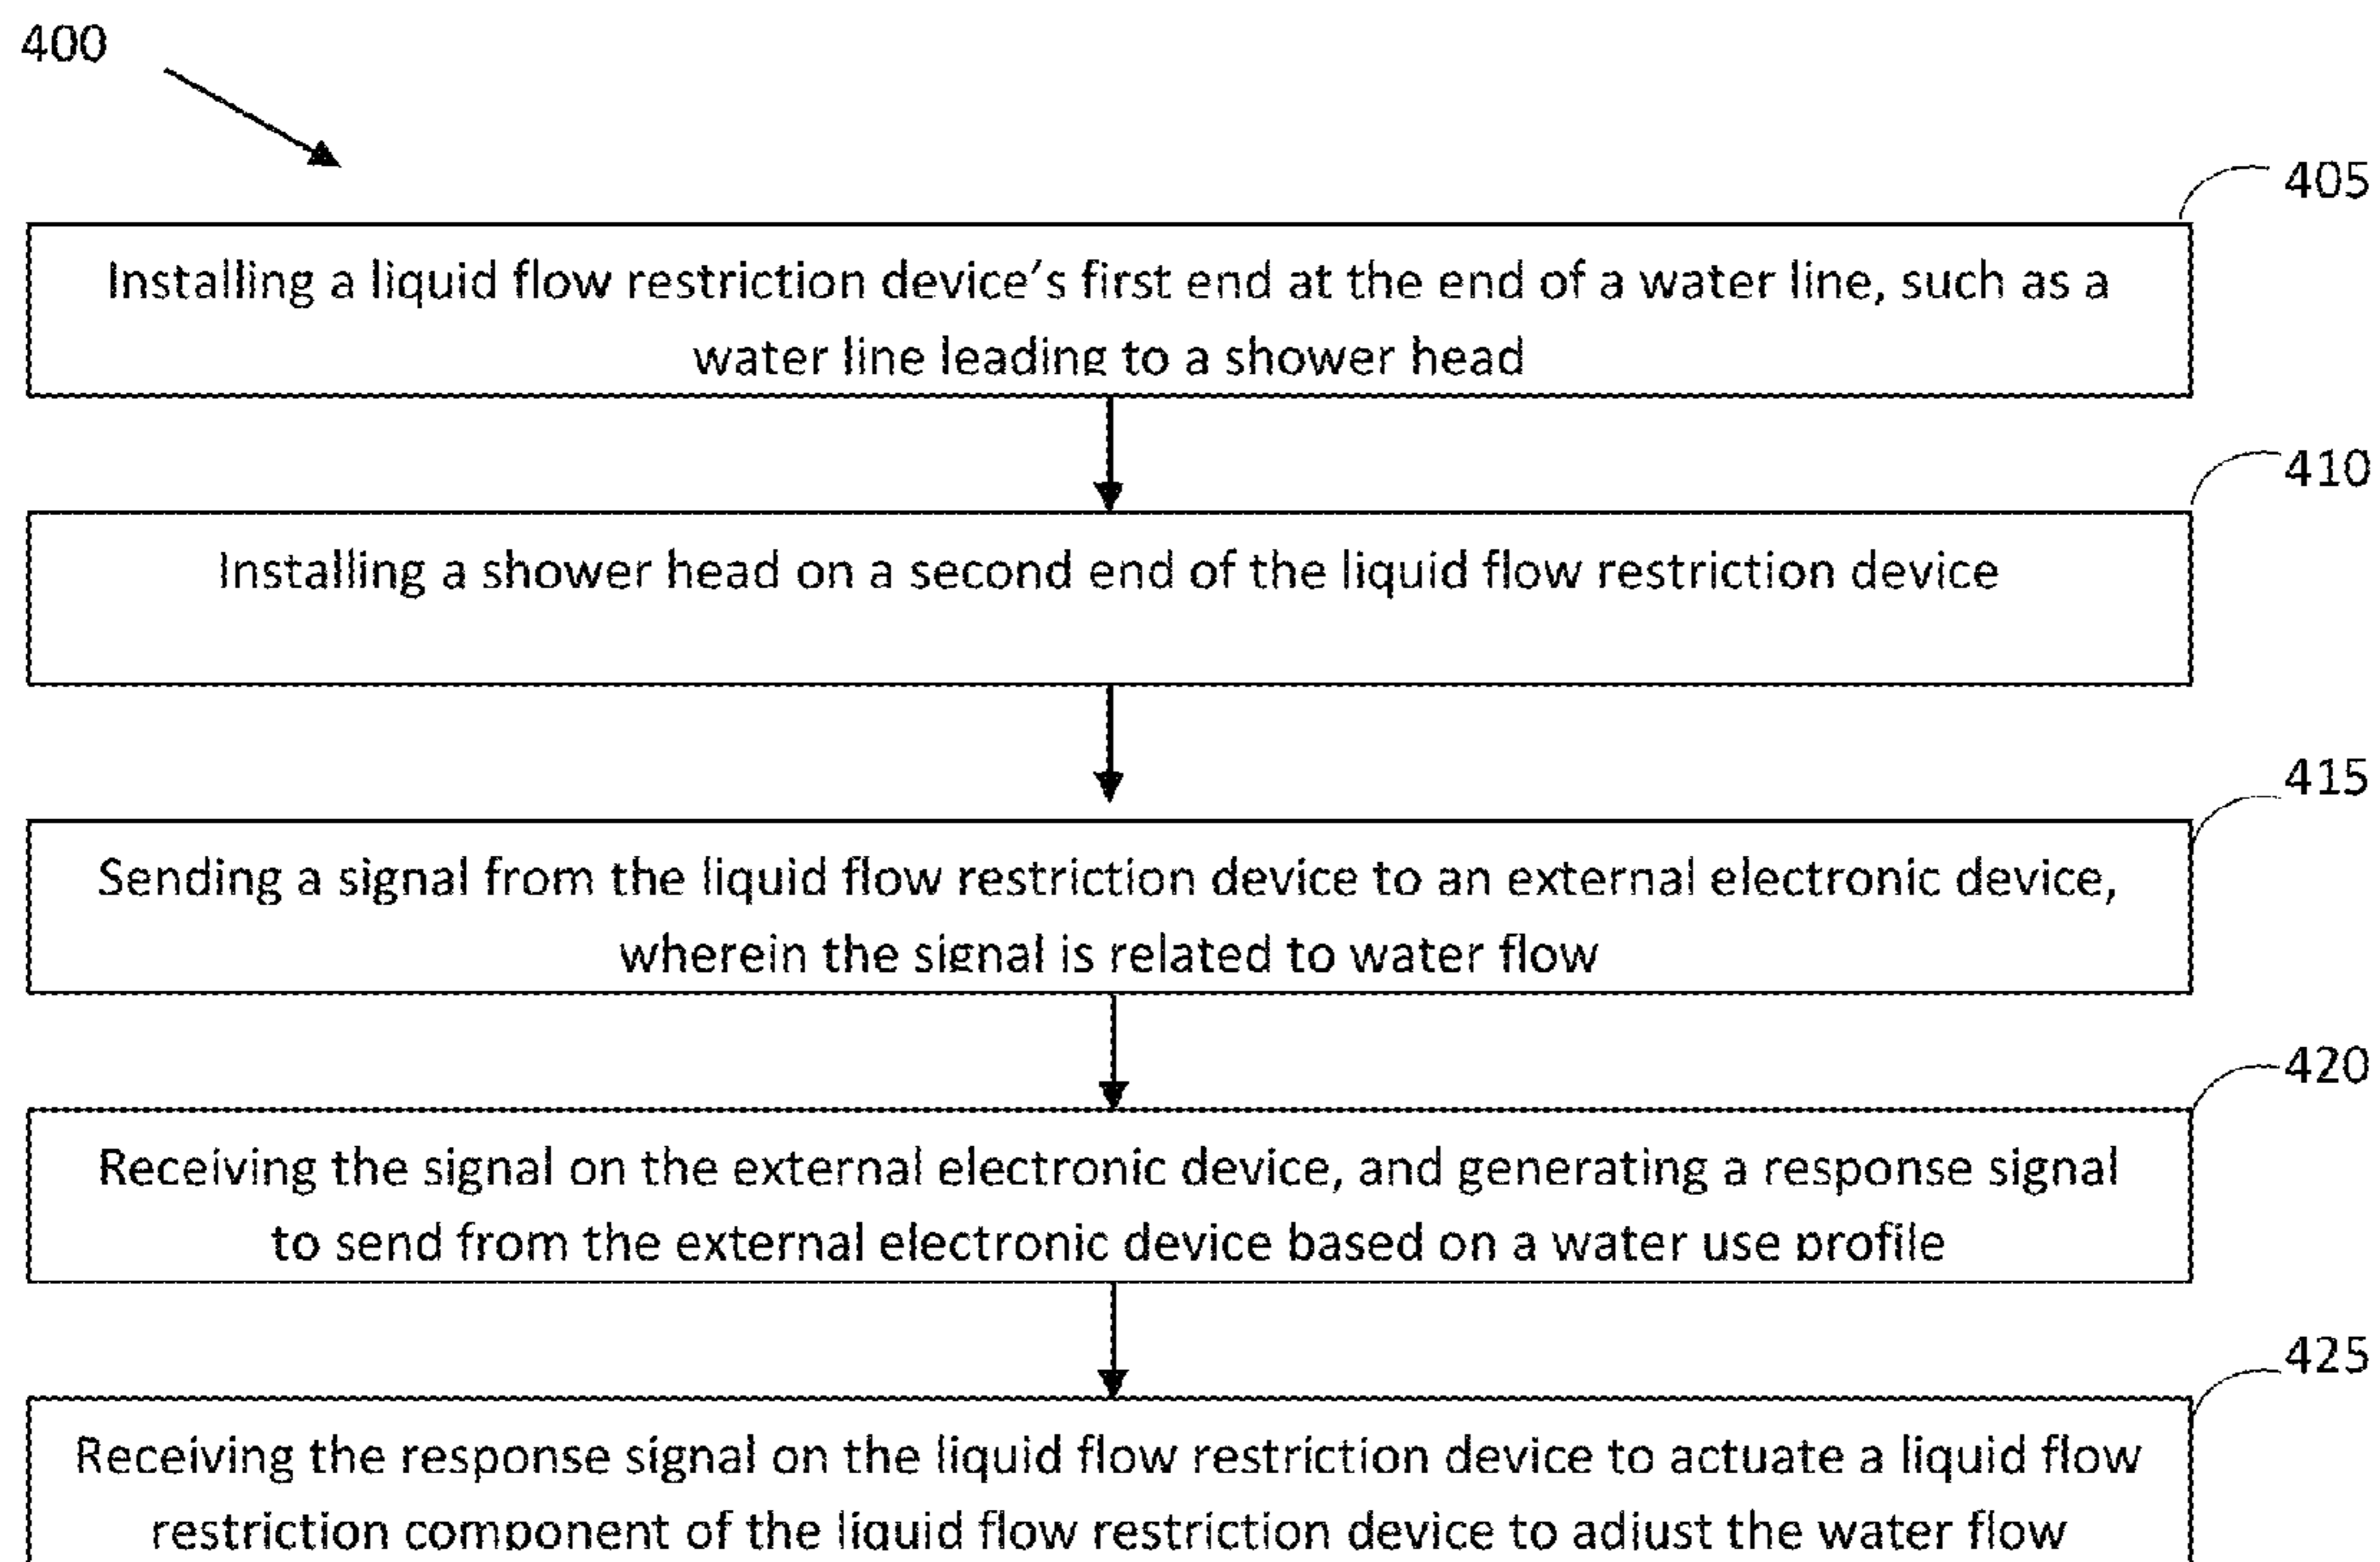 400
405
Installing a liquid flow restriction device's first end at the end of a water line, such as a
water line leading to a shower head
410
Installing a shower head on a second end of the liquid flow restriction device
415
Sending a signal from the liquid flow restriction device to an external electronic device,
wherein the signal is related to water flow
420
Receiving the signal on the external electronic device, and generating a response signal
to send from the external electronic device based on a water use profile
425
Receiving the response signal on the liquid flow restriction device to actuate a liquid flow
restriction component of the liquid flow restriction device to adjust the water flow